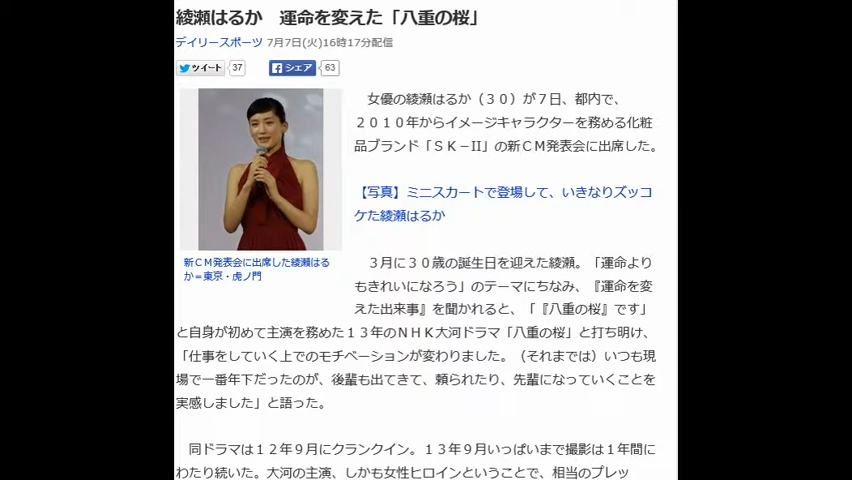 綾瀬はるか　運命を変えた「八重の桜」
デイリースポーツ 7月7日(火)16時17分配信
ツイート 37 シェア 63
女優の綾瀬はるか（３０）が７日、都内で、
２０１０年からイメージキャラクターを務める化粧
品ブランド「ＳＫ－II」の新ＣＭ発表会に出席した。
【写真】ミニスカートで登場して、いきなりズッコ
ケた綾瀬はるか
新ＣＭ発表会に出席した綾瀬はる
か＝東京・虎ノ門
３月に３０歳の誕生日を迎えた綾瀬。「運命より
もきれいになろう」のテーマにちなみ、『運命を変
えた出来事』を聞かれると、「『八重の桜』です」
と自身が初めて主演を務めた１３年のＮＨＫ大河ドラマ「八重の桜」と打ち明け、
「仕事をしていく上でのモチベーションが変わりました。（それまでは）いつも現
場で一番年下だったのが、後輩も出てきて、頼られたり、先輩になっていくことを
実感しました」と語った。
同ドラマは１２年９月にクランクイン。１３年９月いっぱいまで撮影は１年間に
わたり続いた。大河の主演、しかも女性ヒロインということで、相当のプレッ